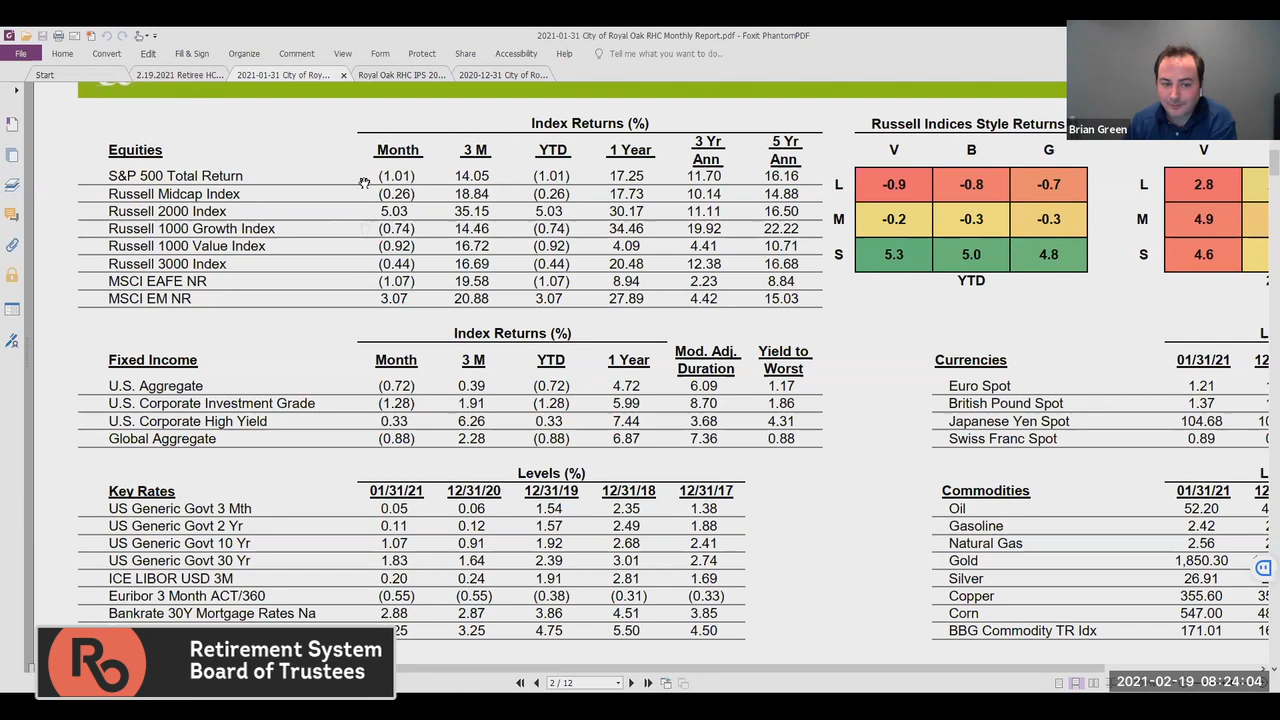 2021-01-31 City of Royal Oak RHC Monthly Report.pdf - Foxit PhantomPDF
File Home Convert Edit Fill & Sign Organize Comment View Form Protect Share Accessibility Help Tell me what you want to do...
Start 2.19.2021 Retiree HC... 2021-01-31 City of Roy... × Royal Oak RHC IPS 20... 2020-12-31 City of Ro...
Brian Green
Index Returns (%)
Equities Month 3 M YTD 1 Year 3 Yr Ann 5 Yr Ann
S&P 500 Total Return (1.01) 14.05 (1.01) 17.25 11.70 16.16
Russell Midcap Index (0.26) 18.84 (0.26) 17.73 10.14 14.88
Russell 2000 Index 5.03 35.15 5.03 30.17 11.11 16.50
Russell 1000 Growth Index (0.74) 14.46 (0.74) 34.46 19.92 22.22
Russell 1000 Value Index (0.92) 16.72 (0.92) 4.09 4.41 10.71
Russell 3000 Index (0.44) 16.69 (0.44) 20.48 12.38 16.68
MSCI EAFE NR (1.07) 19.58 (1.07) 8.94 2.23 8.84
MSCI EM NR 3.07 20.88 3.07 27.89 4.42 15.03
Russell Indices Style Returns
V B G V
L -0.9 -0.8 -0.7 L 2.8
M -0.2 -0.3 -0.3 M 4.9
S 5.3 5.0 4.8 S 4.6
YTD
Index Returns (%)
Fixed Income Month 3 M YTD 1 Year Mod. Adj. Duration Yield to Worst
U.S. Aggregate (0.72) 0.39 (0.72) 4.72 6.09 1.17
U.S. Corporate Investment Grade (1.28) 1.91 (1.28) 5.99 8.70 1.86
U.S. Corporate High Yield 0.33 6.26 0.33 7.44 3.68 4.31
Global Aggregate (0.88) 2.28 (0.88) 6.87 7.36 0.88
Currencies 01/31/21
Euro Spot 1.21
British Pound Spot 1.37
Japanese Yen Spot 104.68
Swiss Franc Spot 0.89
Levels (%)
Key Rates 01/31/21 12/31/20 12/31/19 12/31/18 12/31/17
US Generic Govt 3 Mth 0.05 0.06 1.54 2.35 1.38
US Generic Govt 2 Yr 0.11 0.12 1.57 2.49 1.88
US Generic Govt 10 Yr 1.07 0.91 1.92 2.68 2.41
US Generic Govt 30 Yr 1.83 1.64 2.39 3.01 2.74
ICE LIBOR USD 3M 0.20 0.24 1.91 2.81 1.69
Euribor 3 Month ACT/360 (0.55) (0.55) (0.38) (0.31) (0.33)
Bankrate 30Y Mortgage Rates Na 2.88 2.87 3.86 4.51 3.85
25 3.25 4.75 5.50 4.50
Commodities 01/31/21
Oil 52.20
Gasoline 2.42
Natural Gas 2.56
Gold 1,850.30
Silver 26.91
Copper 355.60
Corn 547.00
BBG Commodity TR Idx 171.01
Ro
Retirement System
Board of Trustees
2 / 12
2021-02-19 08:24:04